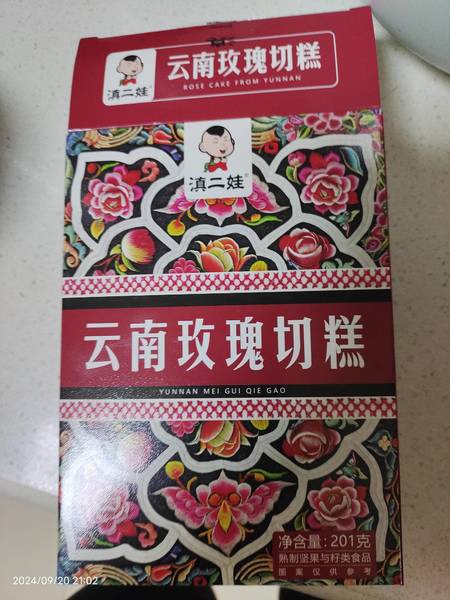 滇二娃
云南玫瑰切糕
ROSE CAKE FROM YUNNAN
滇二娃®
云南玫瑰切糕
YUNNAN MEI GUI QIE GAO
净含量: 201克
熟制坚果与籽类食品
图案仅供参考
2024/09/20 21:02